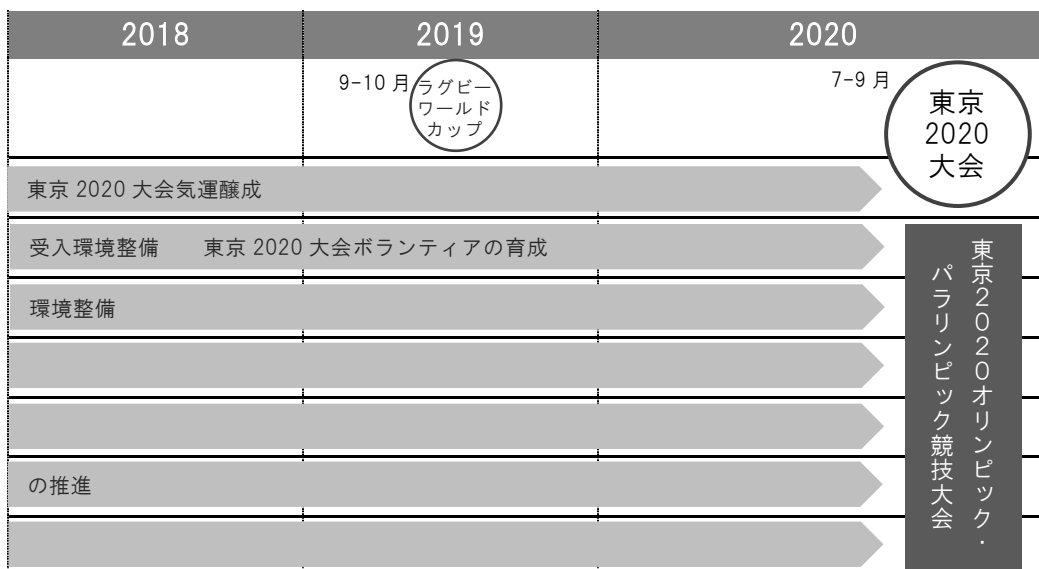 2018 2019 2020
9-10 月
ラグビー
ワールド
カップ
7-9 月
東京
2020
大会
東京 2020 大会気運醸成
受入環境整備　　東京 2020 大会ボランティアの育成
環境整備
の推進
東京２０２０オリンピック・
パラリンピック競技大会